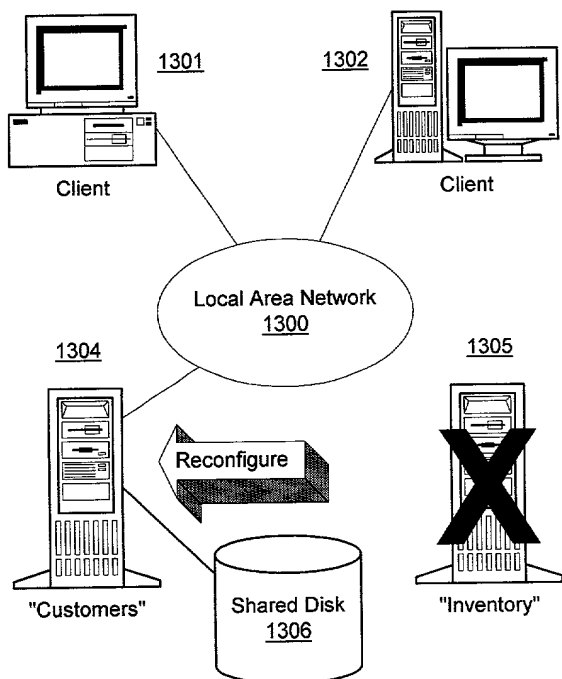 1301
1302
Client
Client
Local Area Network
1300
1304
1305
Reconfigure
"Customers"
Shared Disk
1306
"Inventory"